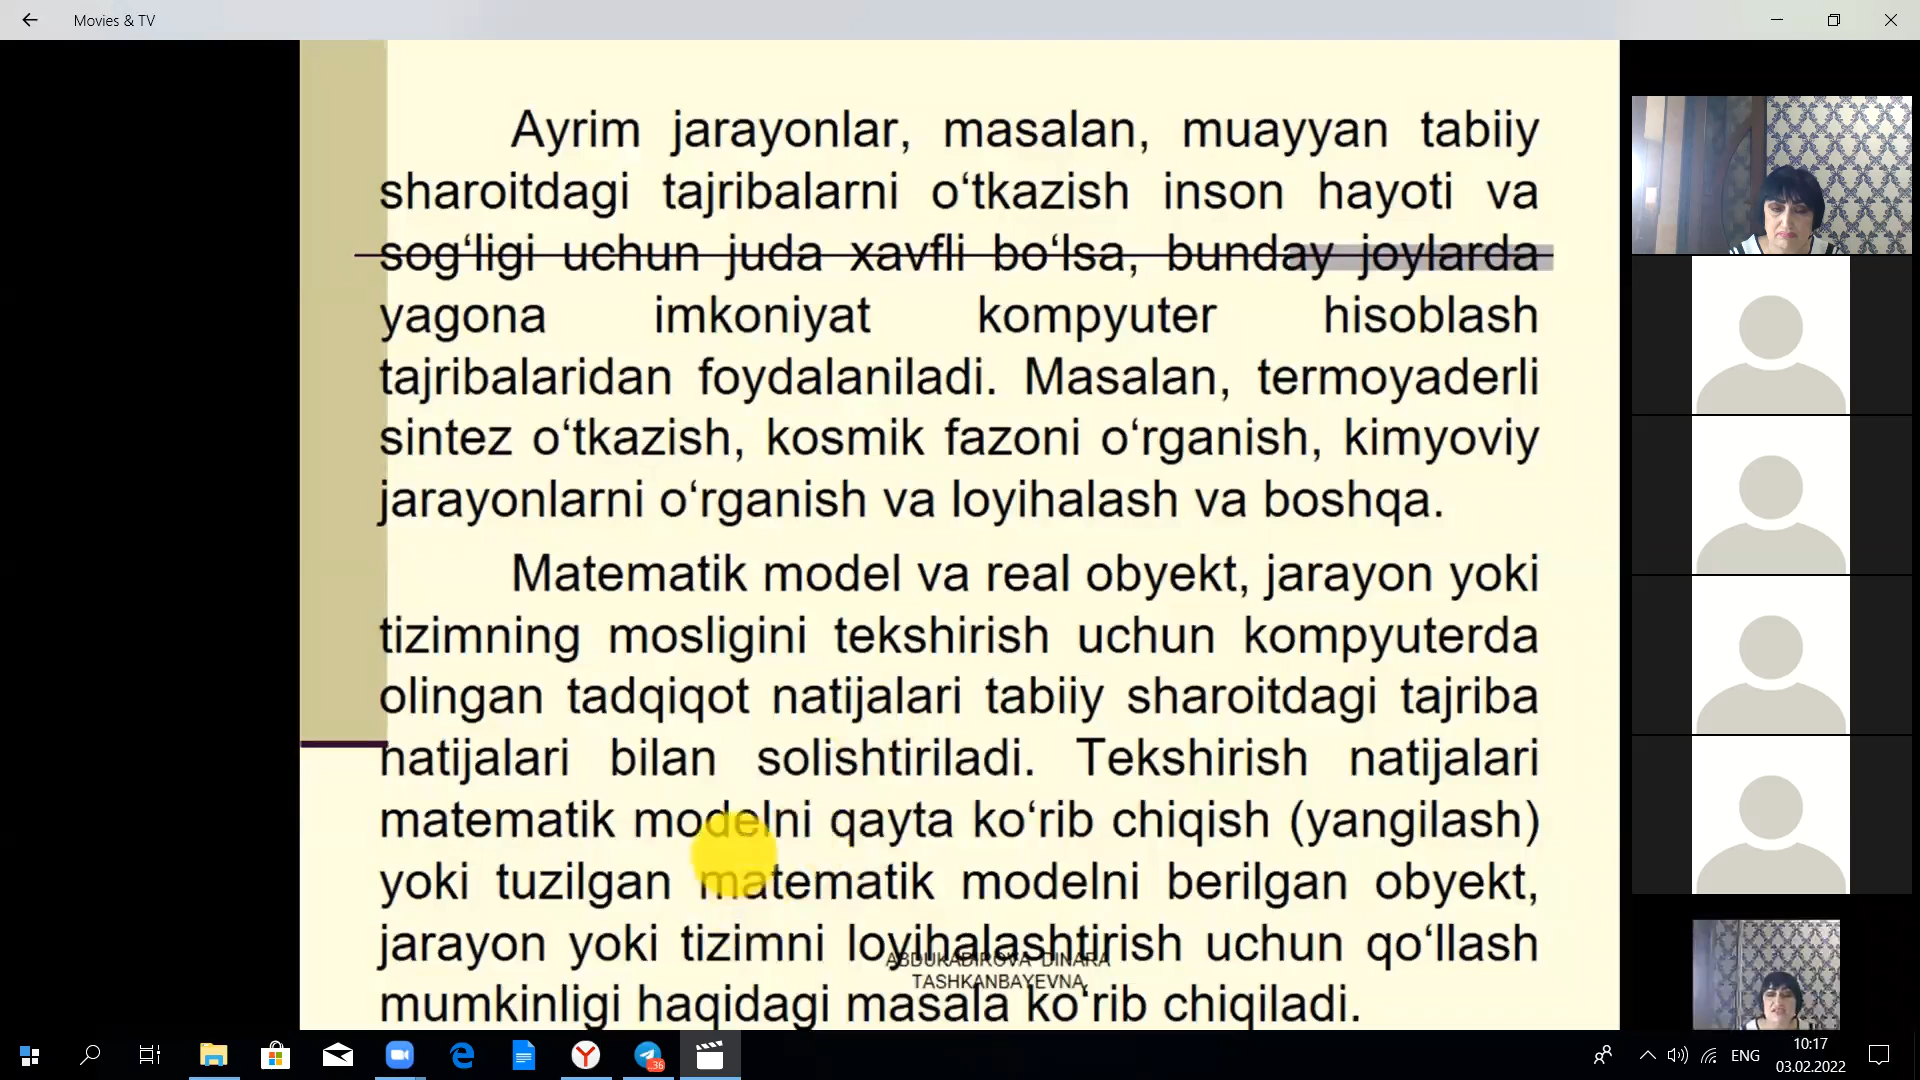 Movies & TV
Ayrim jarayonlar, masalan, muayyan tabiiy
sharoitdagi tajribalarni o‘tkazish inson hayoti va
sog‘ligi uchun juda xavfli bo‘lsa, bunday joylarda
yagona imkoniyat kompyuter hisoblash
tajribalaridan foydalaniladi. Masalan, termoyaderli
sintez o‘tkazish, kosmik fazoni o‘rganish, kimyoviy
jarayonlarni o‘rganish va loyihalash va boshqa.
Matematik model va real obyekt, jarayon yoki
tizimning mosligini tekshirish uchun kompyuterda
olingan tadqiqot natijalari tabiiy sharoitdagi tajriba
natijalari bilan solishtiriladi. Tekshirish natijalari
matematik modelni qayta ko‘rib chiqish (yangilash)
yoki tuzilgan matematik modelni berilgan obyekt,
jarayon yoki tizimni loyihalashtirish uchun qo‘llash
ABDUKADIROVA DINARA
TASHKANBAYEVNA
mumkinligi haqidagi masala ko‘rib chiqiladi.
36
ENG
10:17
03.02.2022